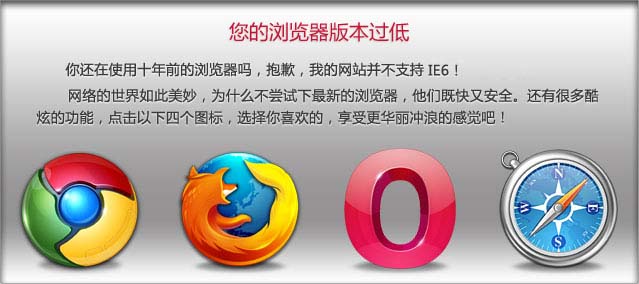 您的浏览器版本过低
你还在使用十年前的浏览器吗，抱歉，我的网站并不支持 IE6！
网络的世界如此美妙，为什么不尝试下最新的浏览器，他们既快又安全。还有很多酷
炫的功能，点击以下四个图标，选择你喜欢的，享受更华丽冲浪的感觉吧！
N
W E
S